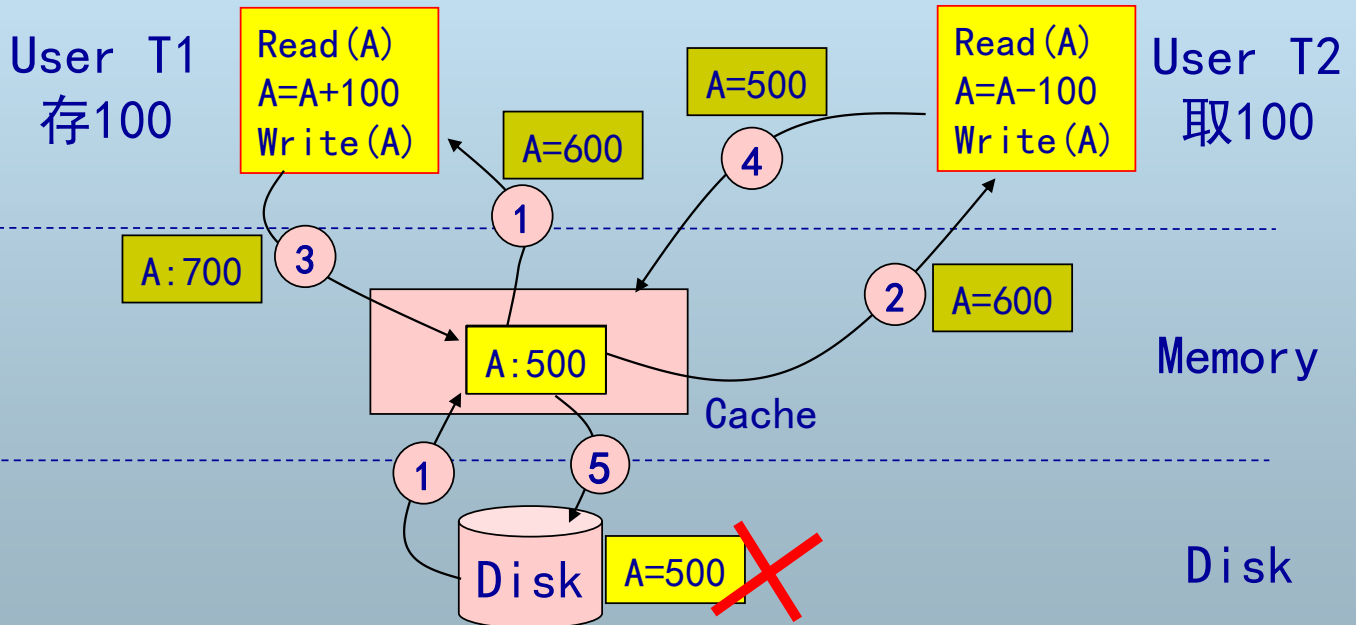 User T1
存100
Read(A)
A=A+100
Write(A)
A=600
1
A=500
4
Read(A)
A=A-100
Write(A)
User T2
取100
A:700
3
2
A=600
A:500
Cache
Memory
1
5
Disk
A=500
Disk